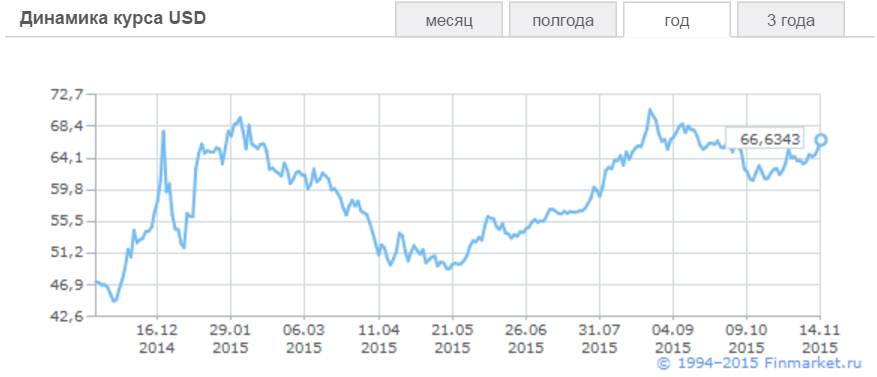 Динамика курса USD
месяц
полгода
год
3 года
72,7
68,4
64,1
59,8
55,5
51,2
46,9
42,6
66,6343
16.12 29.01 06.03 11.04 21.05 26.06 31.07 04.09 09.10 14.11
2014 2015 2015 2015 2015 2015 2015 2015 2015 2015
© 1994-2015 Finmarket.ru